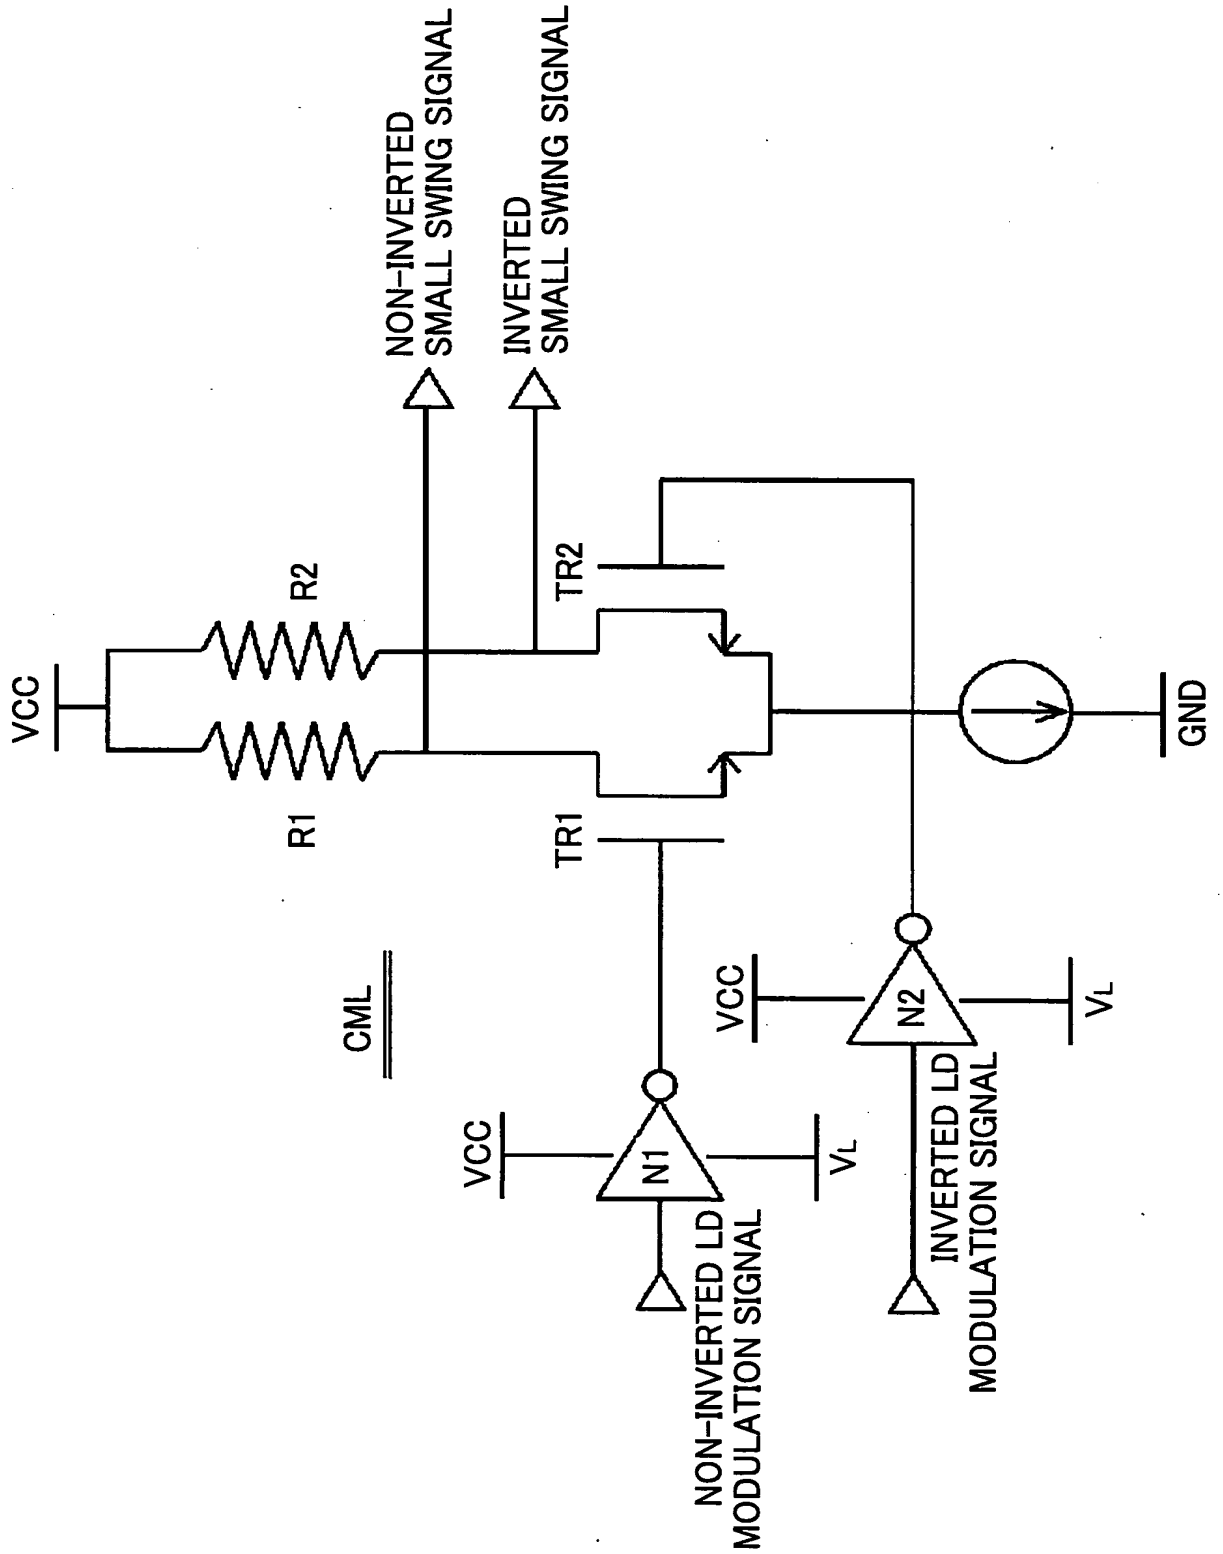 VCC
R1
R2
NON-INVERTED
SMALL SWING SIGNAL
INVERTED
SMALL SWING SIGNAL
CML
TR1
TR2
VCC
N1
VL
NON-INVERTED LD
MODULATION SIGNAL
VCC
N2
VL
INVERTED LD
MODULATION SIGNAL
GND